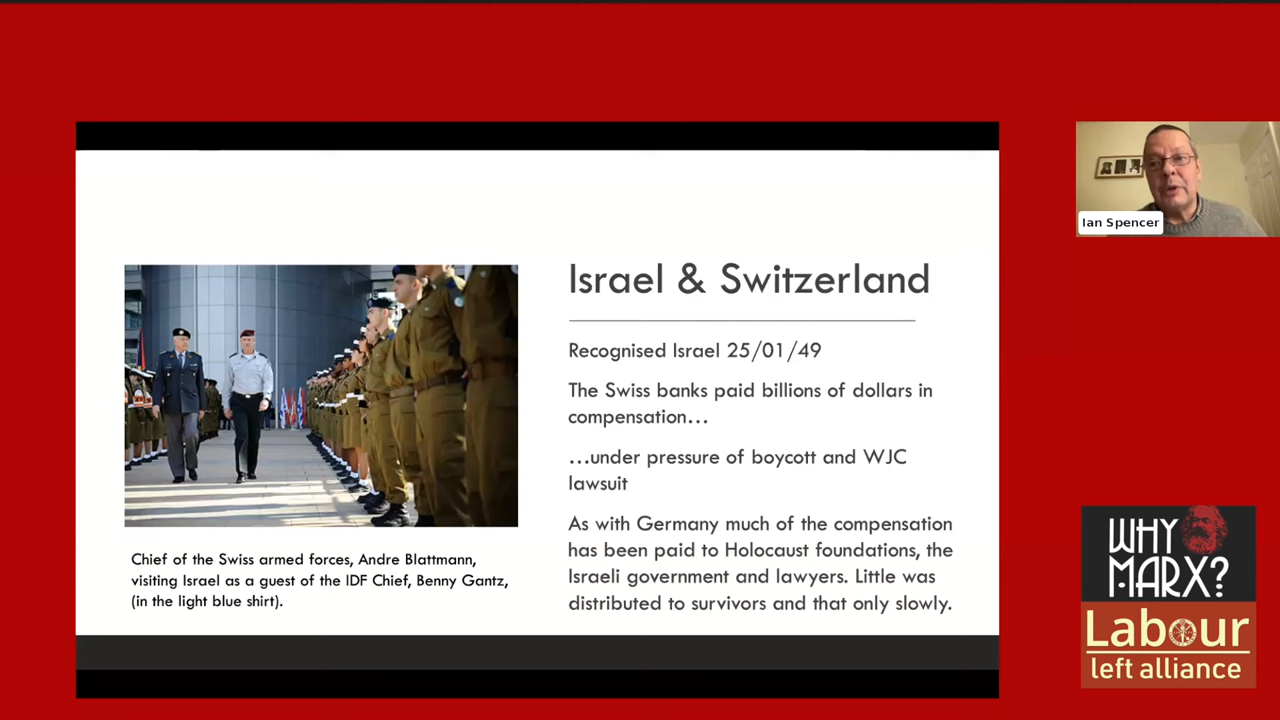 Israel & Switzerland
Recognised Israel 25/01/49
The Swiss banks paid billions of dollars in
compensation…
…under pressure of boycott and WJC
lawsuit
As with Germany much of the compensation
has been paid to Holocaust foundations, the
Israeli government and lawyers. Little was
distributed to survivors and that only slowly.
Chief of the Swiss armed forces, Andre Blattmann,
visiting Israel as a guest of the IDF Chief, Benny Gantz,
(in the light blue shirt).
Ian Spencer
WHY
MARX?
Labour
left alliance